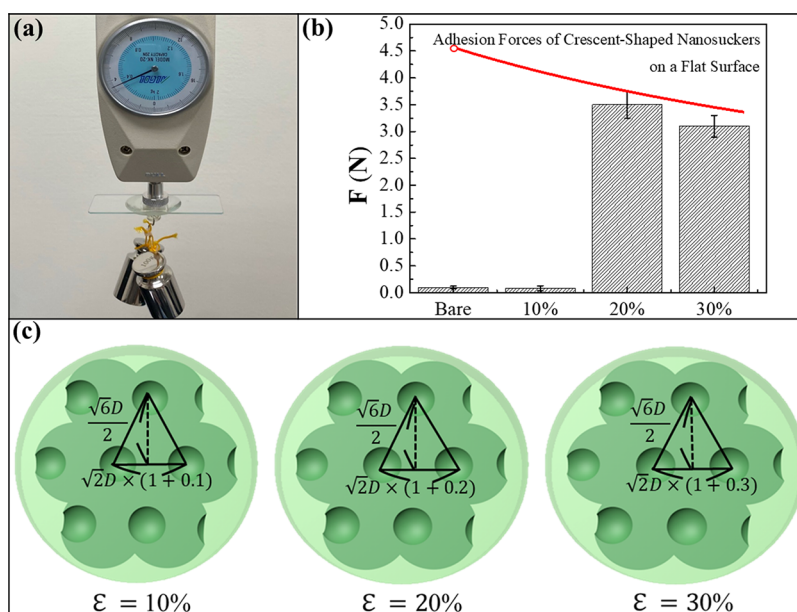 (a)
(b)
Adhesion Forces of Crescent-Shaped Nanosuckers
on a Flat Surface
F (N)
5.0
4.5
4.0
3.5
3.0
2.5
2.0
1.5
1.0
0.5
0.0
Bare 10% 20% 30%
(c)
√6D/2 √6D/2 √6D/2
√2D × (1 + 0.1) √2D × (1 + 0.2) √2D × (1 + 0.3)
Ɛ = 10% Ɛ = 20% Ɛ = 30%